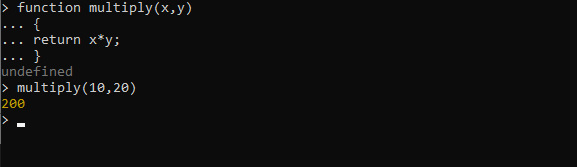 > function multiply(x,y)
... {
... return x*y;
... }
undefined
> multiply(10,20)
200
>